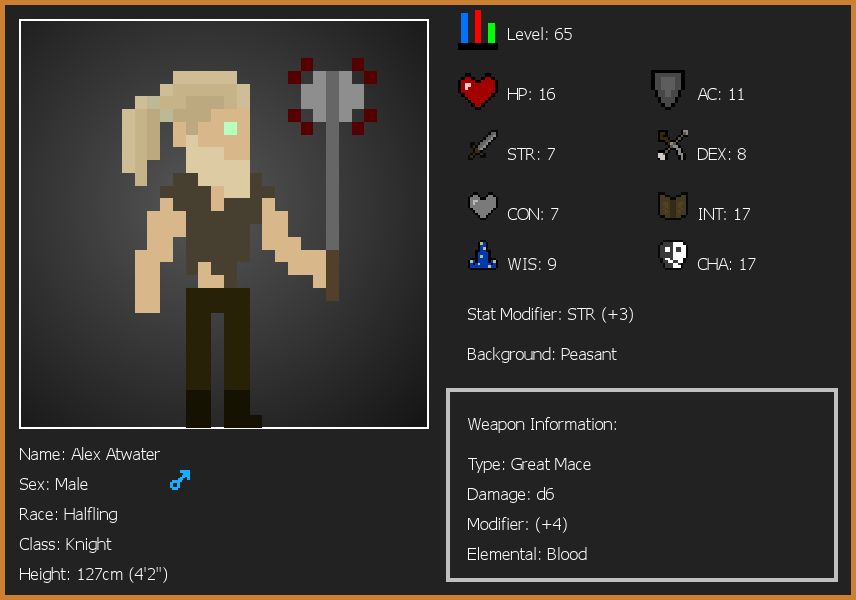 Level: 65
HP: 16
AC: 11
STR: 7
DEX: 8
CON: 7
INT: 17
WIS: 9
CHA: 17
Stat Modifier: STR (+3)
Background: Peasant
Weapon Information:
Type: Great Mace
Damage: d6
Modifier: (+4)
Elemental: Blood
Name: Alex Atwater
Sex: Male
Race: Halfling
Class: Knight
Height: 127cm (4'2")